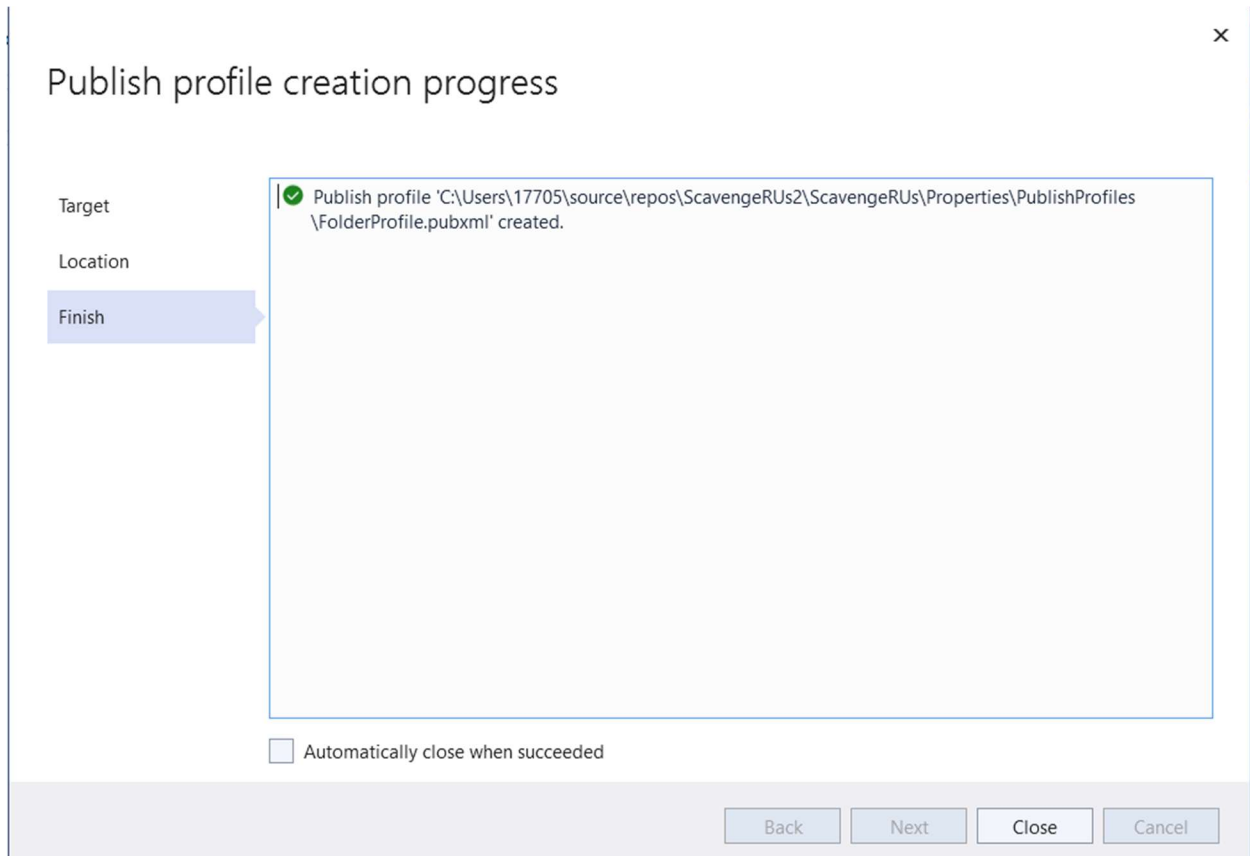 Publish profile creation progress
Target
Location
Finish
Publish profile 'C:\Users\17705\source\repos\ScavengeRUs2\ScavengeRUs\Properties\PublishProfiles
\FolderProfile.pubxml' created.
Automatically close when succeeded
Back
Next
Close
Cancel